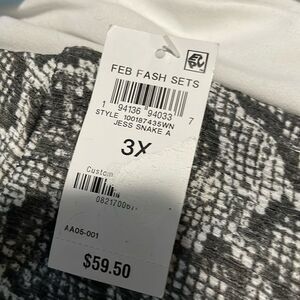 FEB FASH SETS
1 94136 94033 7
STYLE 100187435WN
JESS SNAKE A
3X
Custom
AA05-001
$59.50